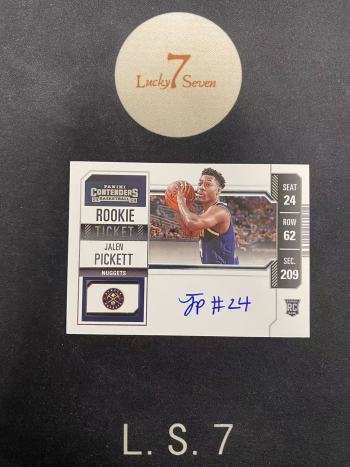 Lucky 7 Seven
PANINI
CONTENDERS
BASKETBALL
ROOKIE
TICKET
JALEN
PICKETT
NUGGETS
SEAT
24
ROW
62
SEC.
209
JP #24
RC
L. S. 7